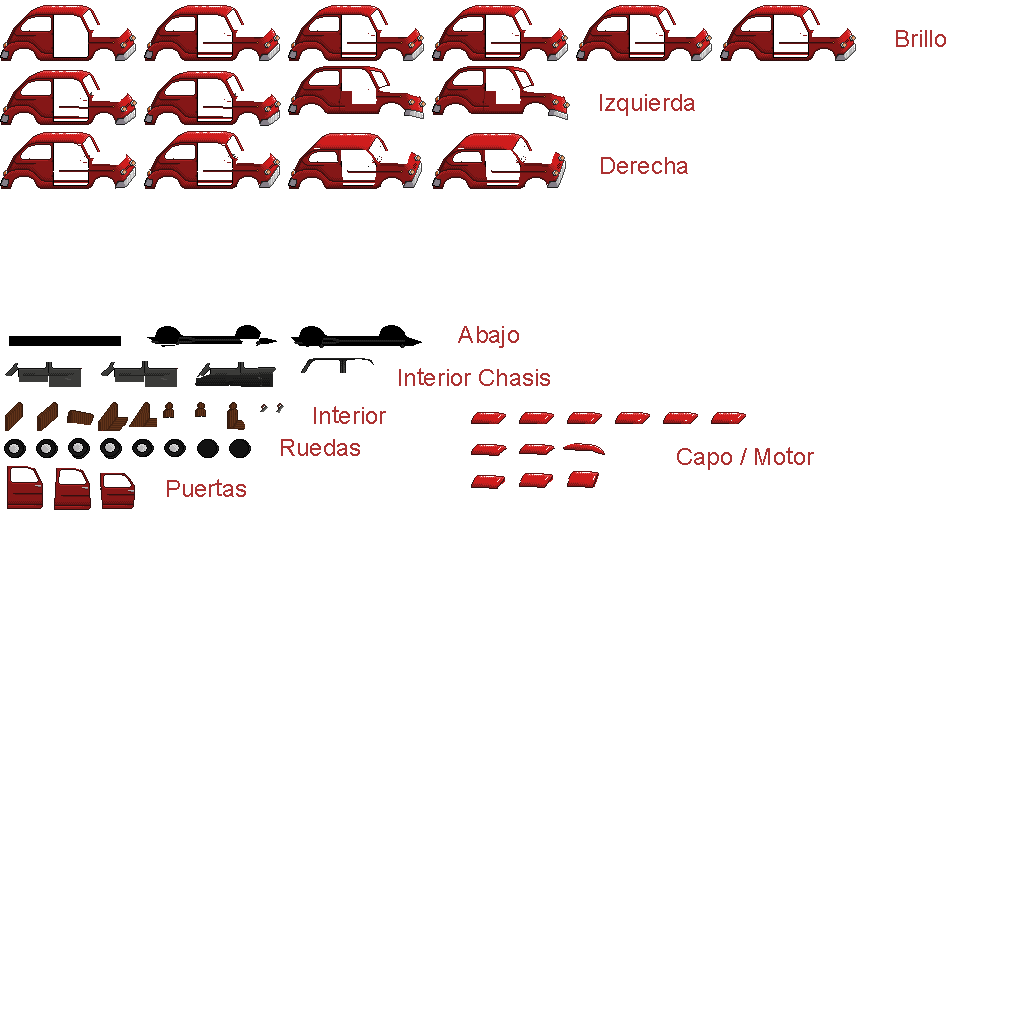 Brillo
Izquierda
Derecha
Abajo
Interior Chasis
Interior
Ruedas
Capo / Motor
Puertas